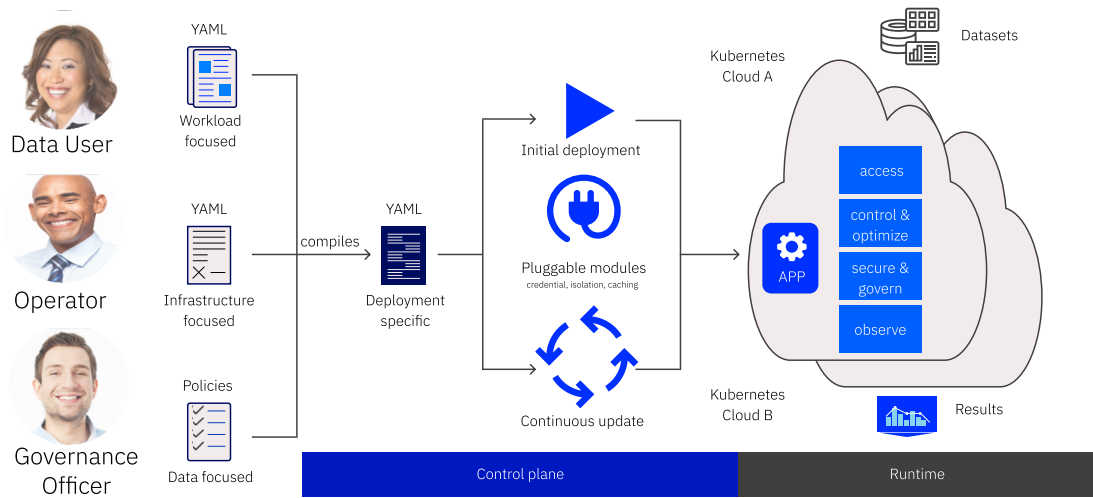 YAML
Workload
focused
Data User
YAML
Infrastructure
focused
Operator
Policies
Data focused
Governance
Officer
compiles
YAML
Deployment
specific
Initial deployment
Pluggable modules
credential, isolation, caching
Continuous update
Kubernetes
Cloud A
Datasets
access
control &
optimize
secure &
govern
observe
APP
Kubernetes
Cloud B
Results
Control plane
Runtime